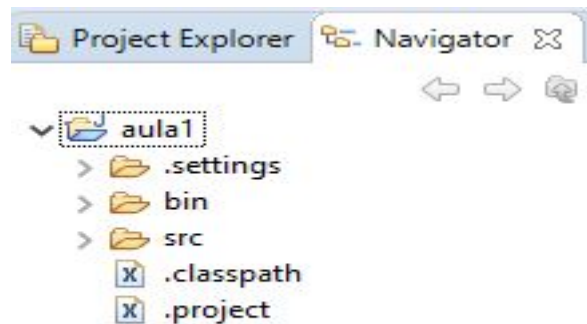 Project Explorer Navigator
aula1
.settings
bin
src
.classpath
.project